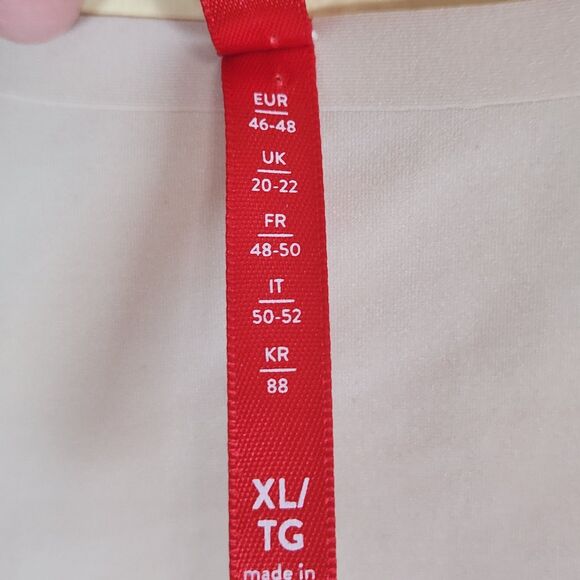 EUR
46-48
UK
20-22
FR
48-50
IT
50-52
KR
88
XL/
TG
made in